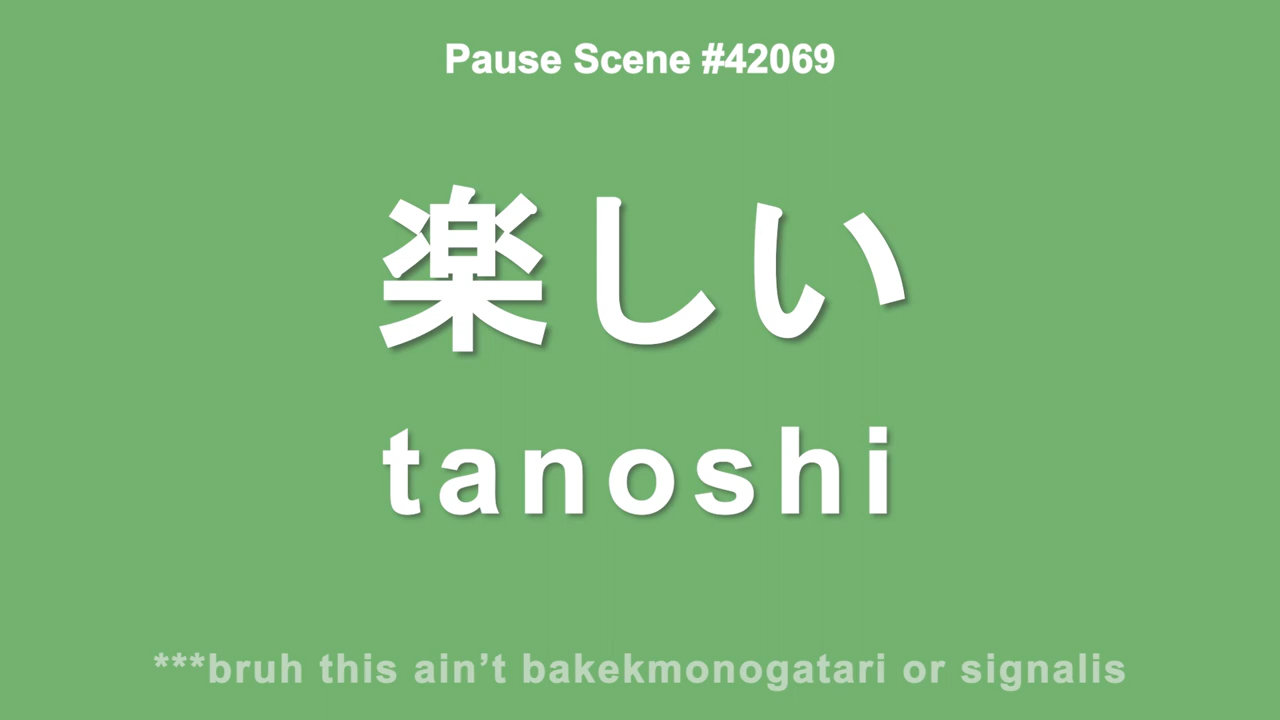 Pause Scene #42069
楽しい
tanoshi
***bruh this ain’t bakekmonogatari or signalis